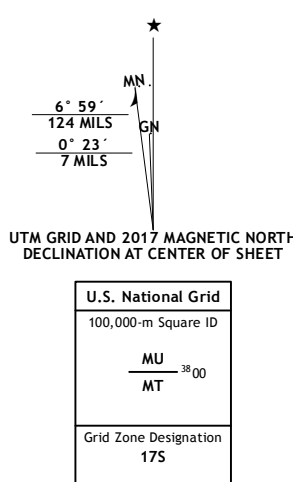 ★
MN
6° 59´
124 MILS
GN
0° 23´
7 MILS
UTM GRID AND 2017 MAGNETIC NORTH
DECLINATION AT CENTER OF SHEET
U.S. National Grid
100,000-m Square ID
MU
3800
MT
Grid Zone Designation
17S